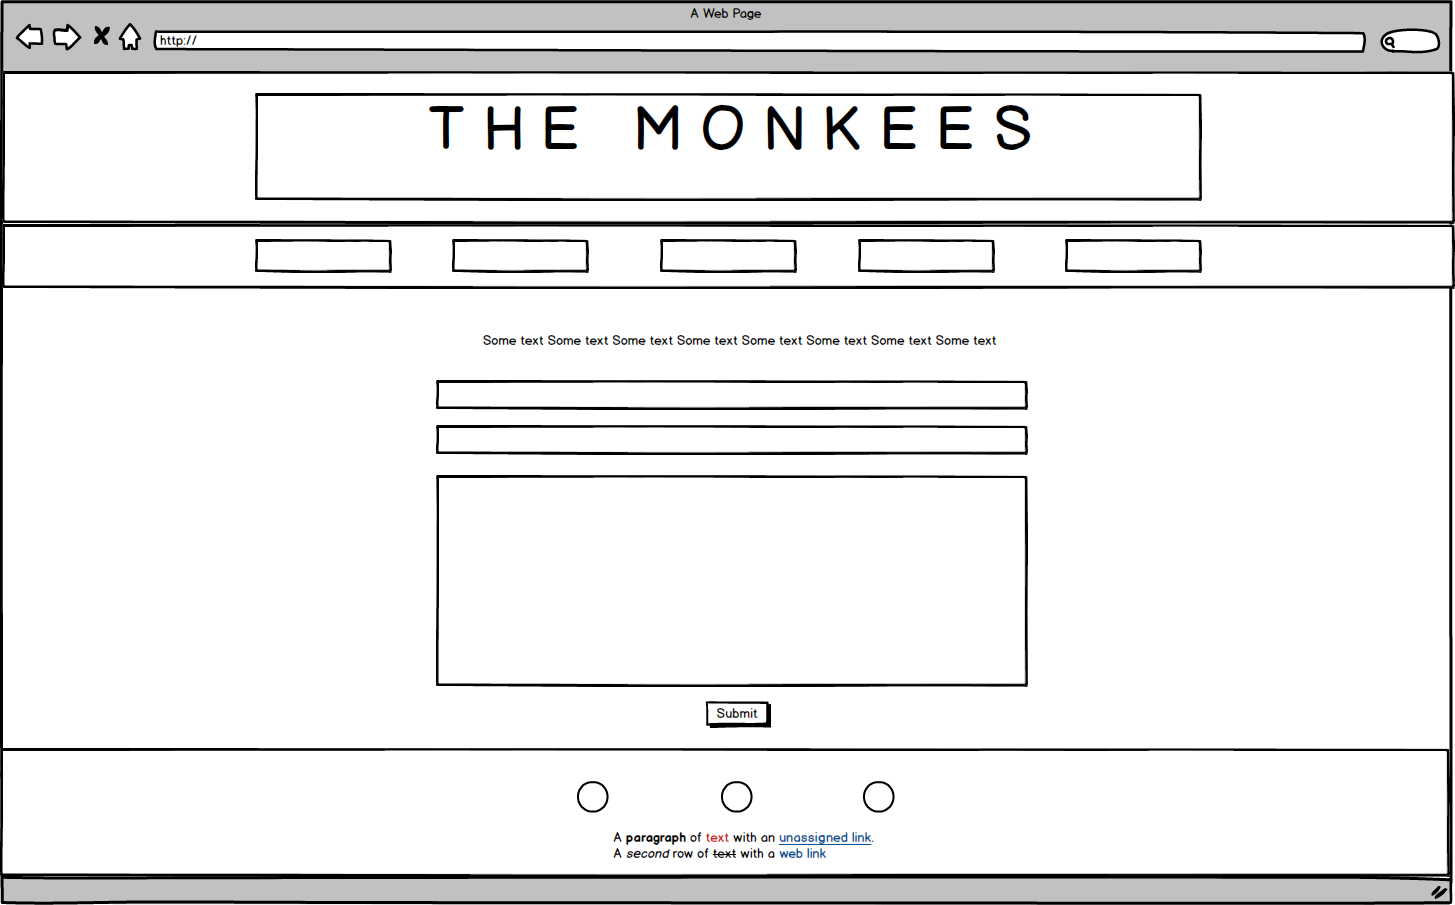 A Web Page
http://
THE MONKEES
Some text Some text Some text Some text Some text Some text Some text Some text
Submit
A paragraph of text with an unassigned link.
A second row of text with a web link